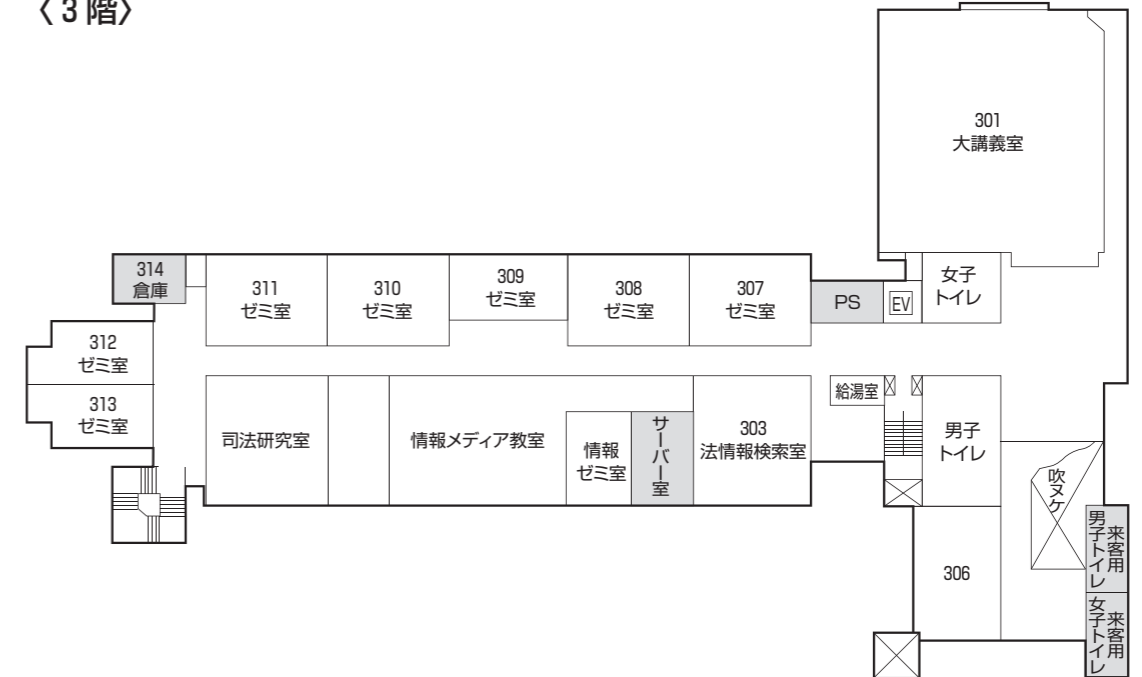 〈3階〉
301
大講義室
314
倉庫
311
ゼミ室
310
ゼミ室
309
ゼミ室
308
ゼミ室
307
ゼミ室
PS
EV
女子
トイレ
312
ゼミ室
313
ゼミ室
司法研究室
情報メディア教室
情報
ゼミ室
サーバー室
303
法情報検索室
給湯室
男子
トイレ
吹ヌケ
306
来客用
男子トイレ
来客用
女子トイレ